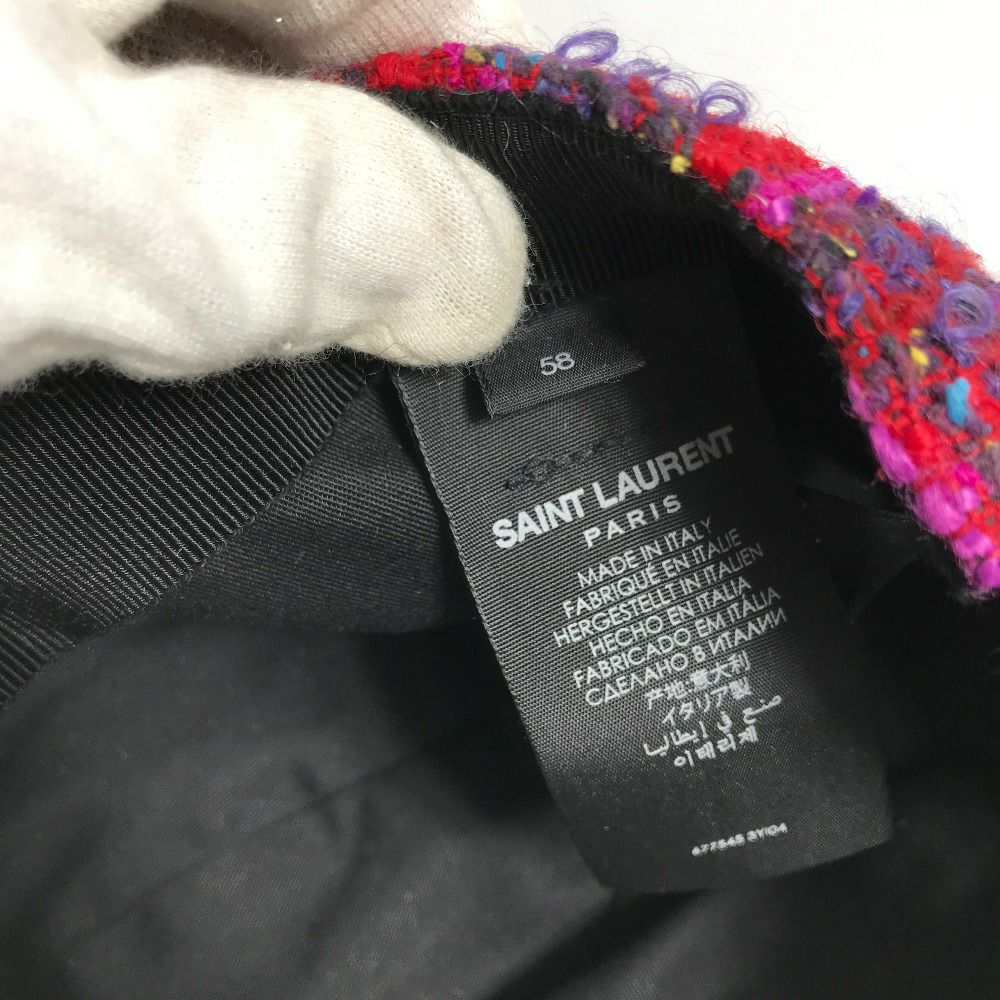 58
SAINT LAURENT
PARIS
MADE IN ITALY
FABRIQUÉ EN ITALIE
HERGESTELLT IN ITALIEN
HECHO EN ITALIA
FABRICADO EM ITÁLIA
СДЕЛАНО В ИТАЛИИ
产地:意大利
イタリア製
صنع في إيطاليا
이태리제
677545 3YI04